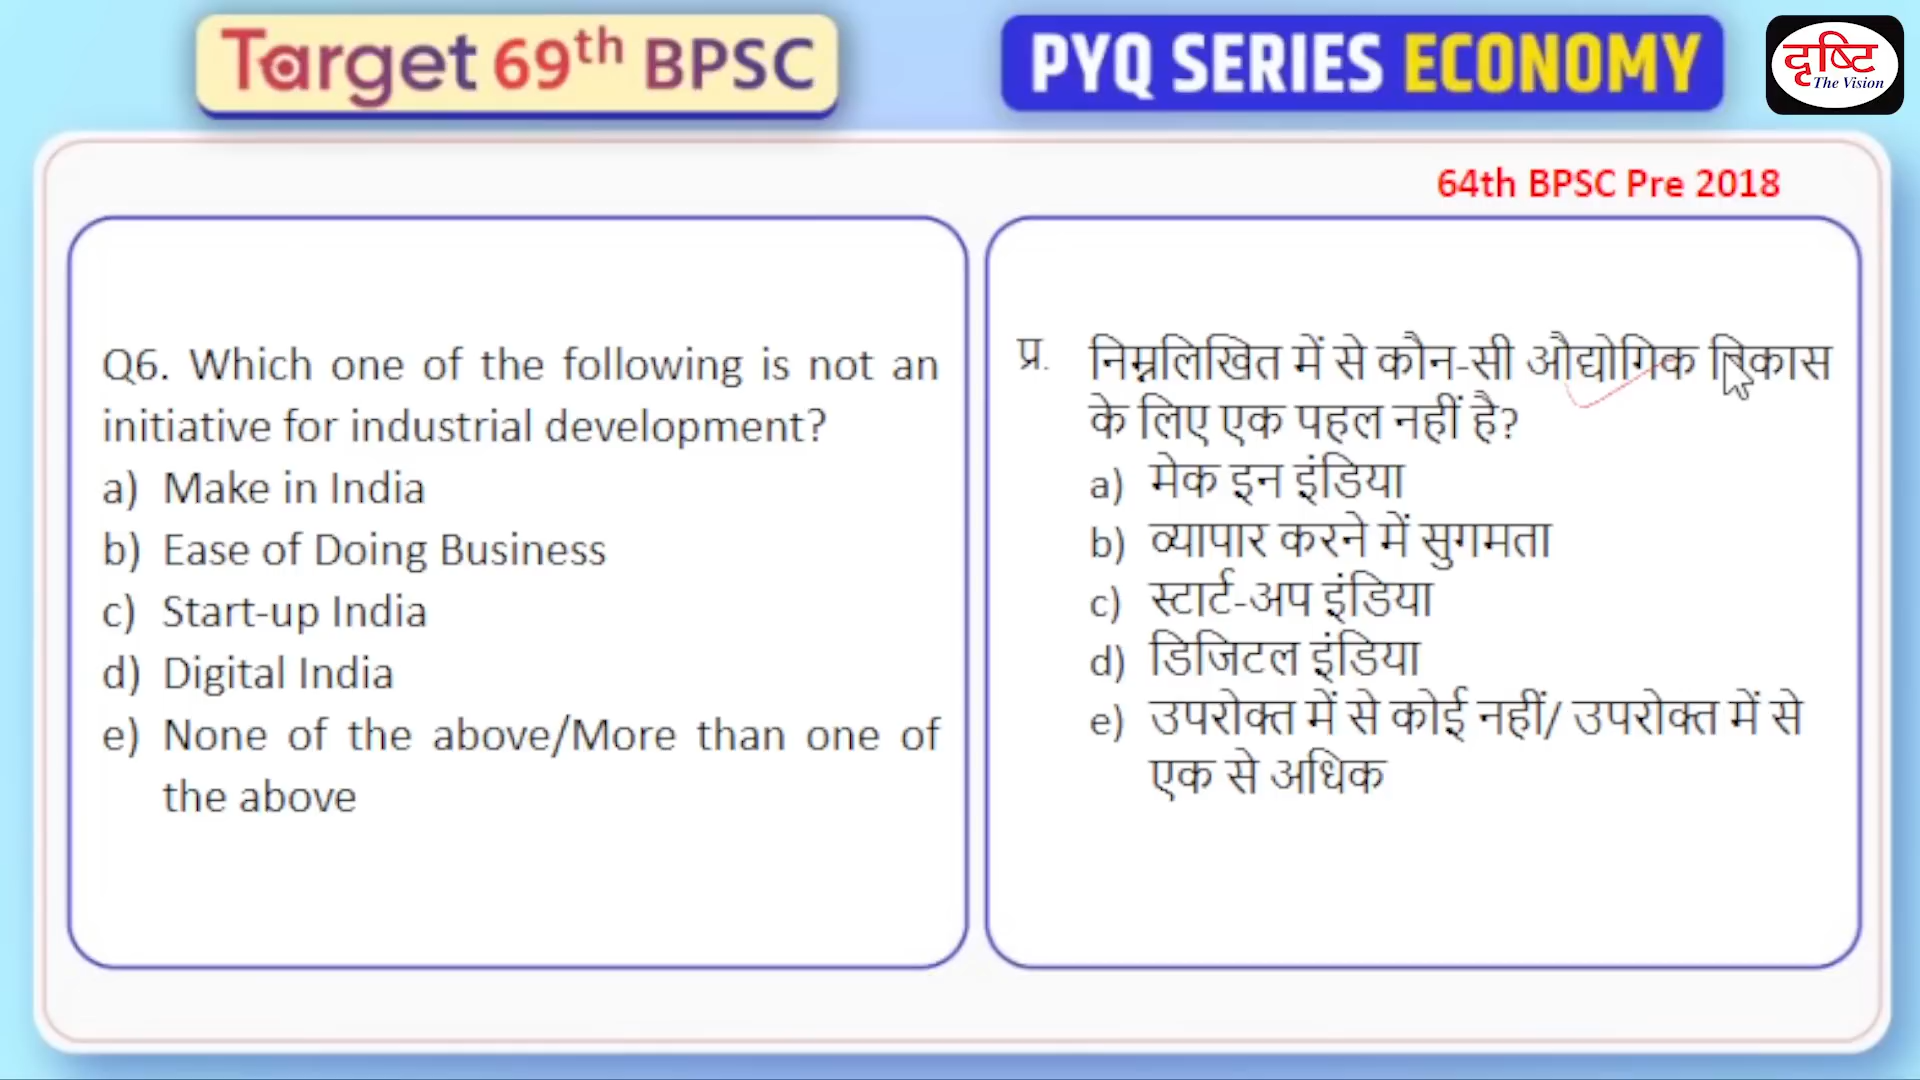 Target 69th BPSC
PYQ SERIES ECONOMY
दृष्टि
The Vision
64th BPSC Pre 2018
Q6. Which one of the following is not an
initiative for industrial development?
a) Make in India
b) Ease of Doing Business
c) Start-up India
d) Digital India
e) None of the above/More than one of
the above
प्र. निम्नलिखित में से कौन-सी औद्योगिक विकास
के लिए एक पहल नहीं है?
a) मेक इन इंडिया
b) व्यापार करने में सुगमता
c) स्टार्ट-अप इंडिया
d) डिजिटल इंडिया
e) उपरोक्त में से कोई नहीं/ उपरोक्त में से
एक से अधिक